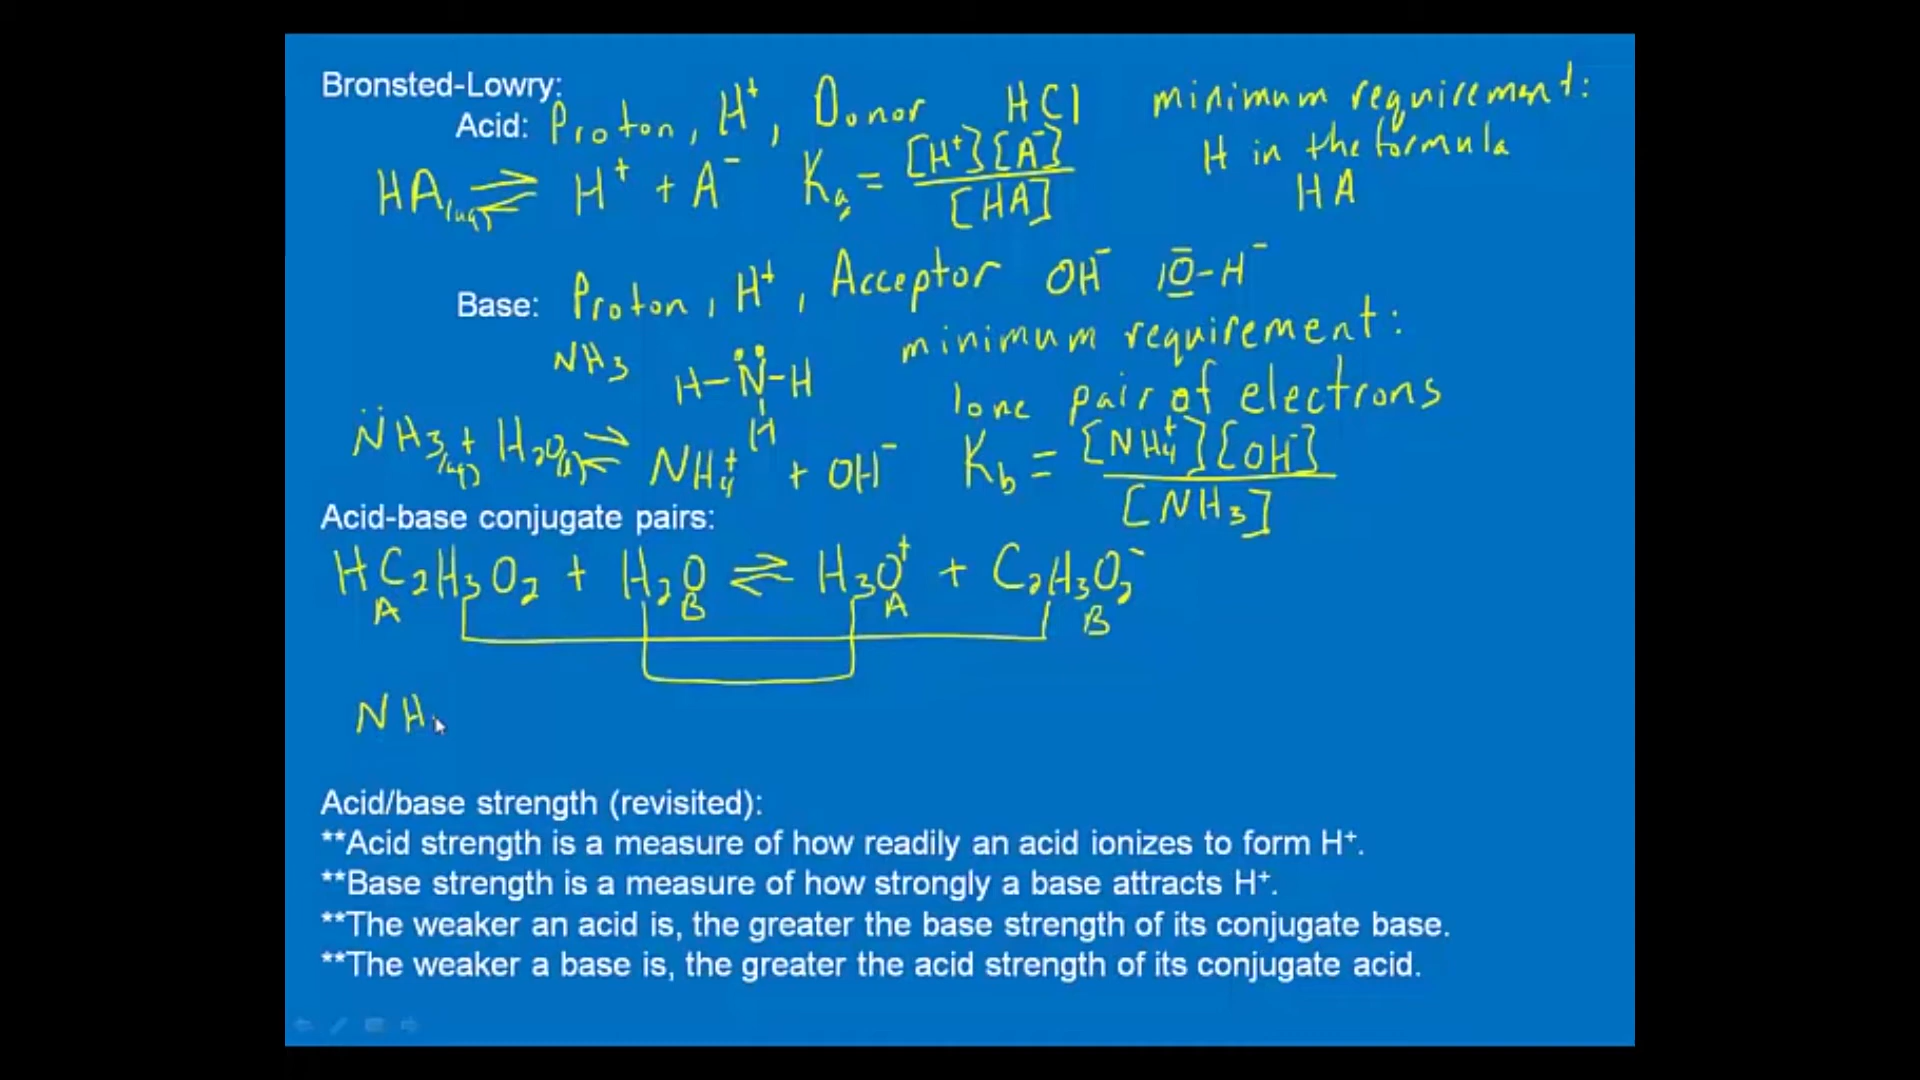 Bronsted-Lowry:
Acid: Proton, H⁺, Donor HCl minimum requirement:
H in the formula
HA
HA(aq) ⇌ H⁺ + A⁻ Ka = [H⁺][A⁻] / [HA]
Base: Proton, H⁺, Acceptor OH⁻ |O̲̅-H⁻
NH₃ H-N̈-H minimum requirement:
H
lone pair of electrons
N̈H₃(aq) + H₂O(l) ⇌ NH₄⁺ + OH⁻ Kb = [NH₄⁺][OH⁻] / [NH₃]
Acid-base conjugate pairs:
HC₂H₃O₂ + H₂O ⇌ H₃O⁺ + C₂H₃O₂⁻
A B A B
NH
Acid/base strength (revisited):
**Acid strength is a measure of how readily an acid ionizes to form H⁺.
**Base strength is a measure of how strongly a base attracts H⁺.
**The weaker an acid is, the greater the base strength of its conjugate base.
**The weaker a base is, the greater the acid strength of its conjugate acid.